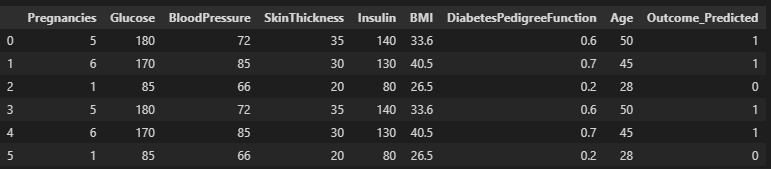 Pregnancies Glucose BloodPressure SkinThickness Insulin BMI DiabetesPedigreeFunction Age Outcome_Predicted
0 5 180 72 35 140 33.6 0.6 50 1
1 6 170 85 30 130 40.5 0.7 45 1
2 1 85 66 20 80 26.5 0.2 28 0
3 5 180 72 35 140 33.6 0.6 50 1
4 6 170 85 30 130 40.5 0.7 45 1
5 1 85 66 20 80 26.5 0.2 28 0